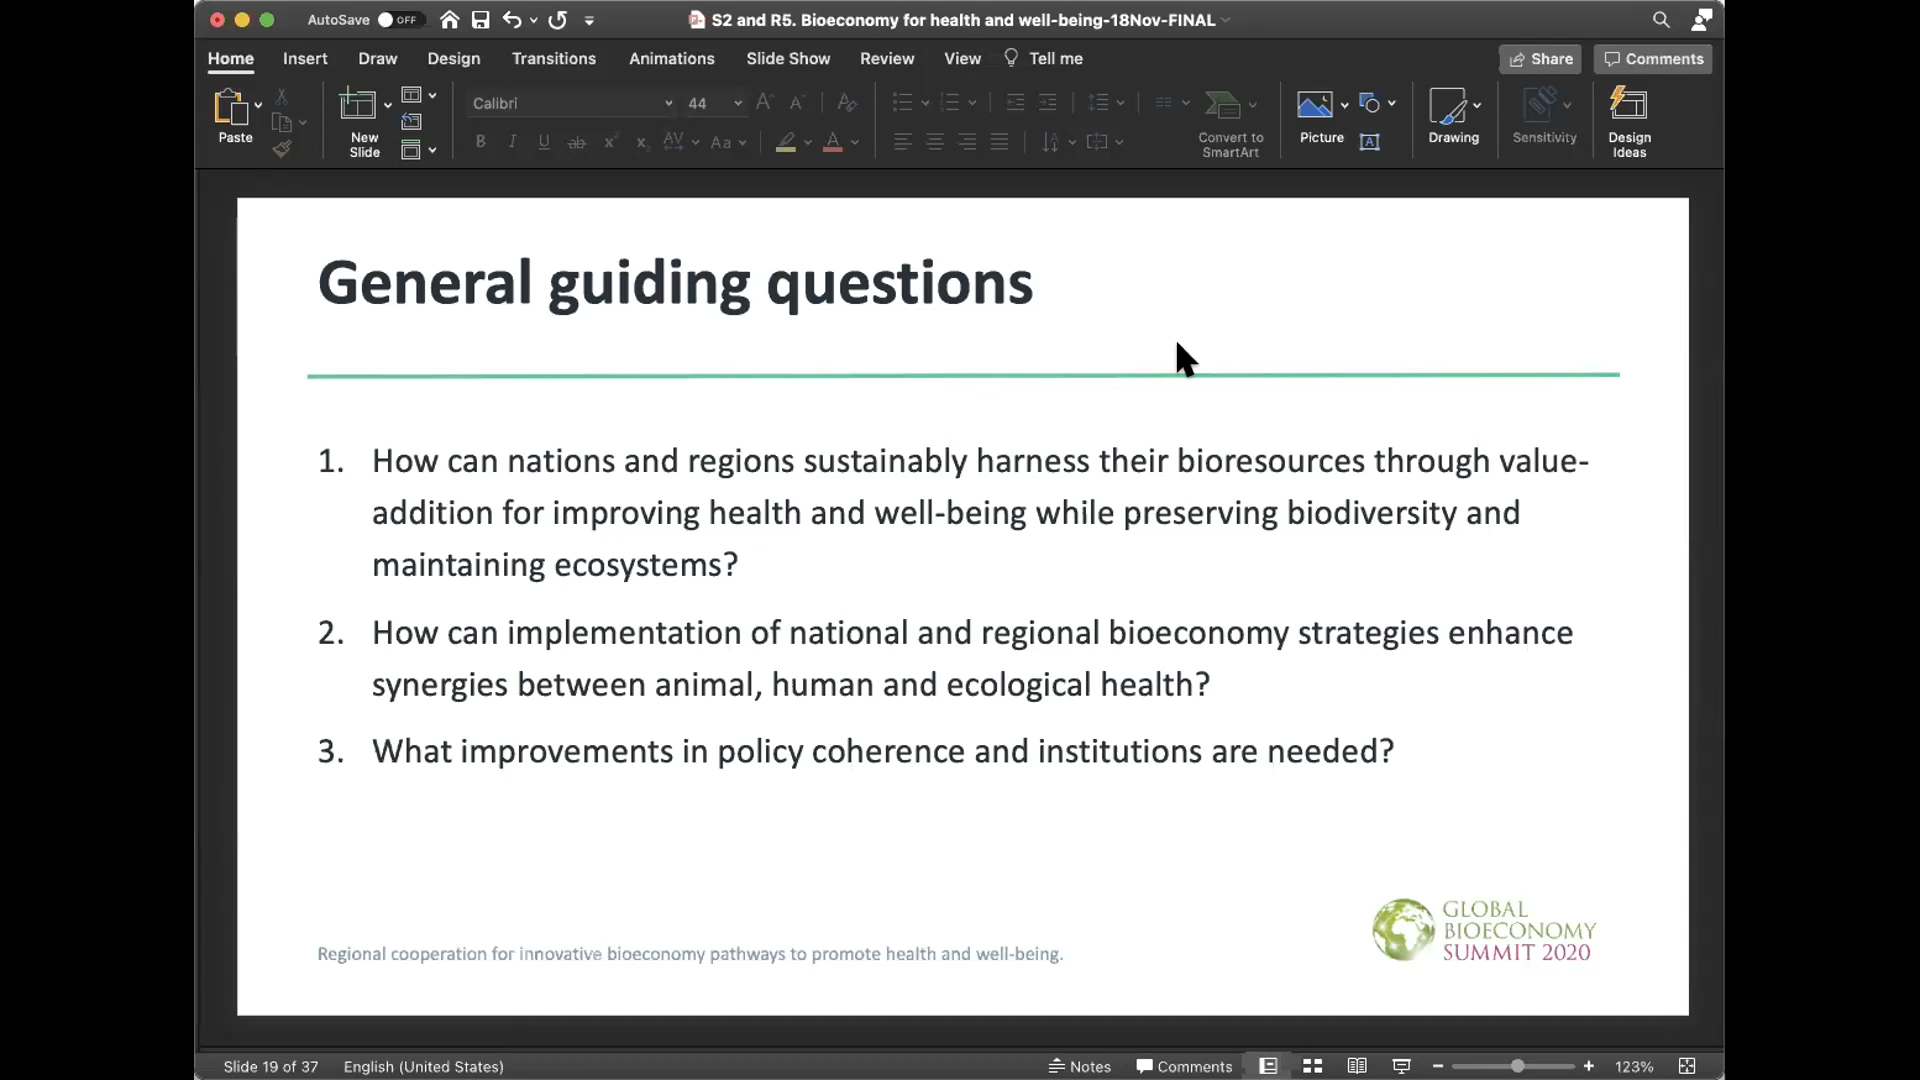 AutoSave OFF
S2 and R5. Bioeconomy for health and well-being-18Nov-FINAL
Home Insert Draw Design Transitions Animations Slide Show Review View Tell me Share Comments
Calibri 44
Paste New Slide Convert to SmartArt Picture Drawing Sensitivity Design Ideas
General guiding questions
1. How can nations and regions sustainably harness their bioresources through value-
addition for improving health and well-being while preserving biodiversity and
maintaining ecosystems?
2. How can implementation of national and regional bioeconomy strategies enhance
synergies between animal, human and ecological health?
3. What improvements in policy coherence and institutions are needed?
GLOBAL
BIOECONOMY
SUMMIT 2020
Regional cooperation for innovative bioeconomy pathways to promote health and well-being.
Slide 19 of 37 English (United States) Notes Comments 123%